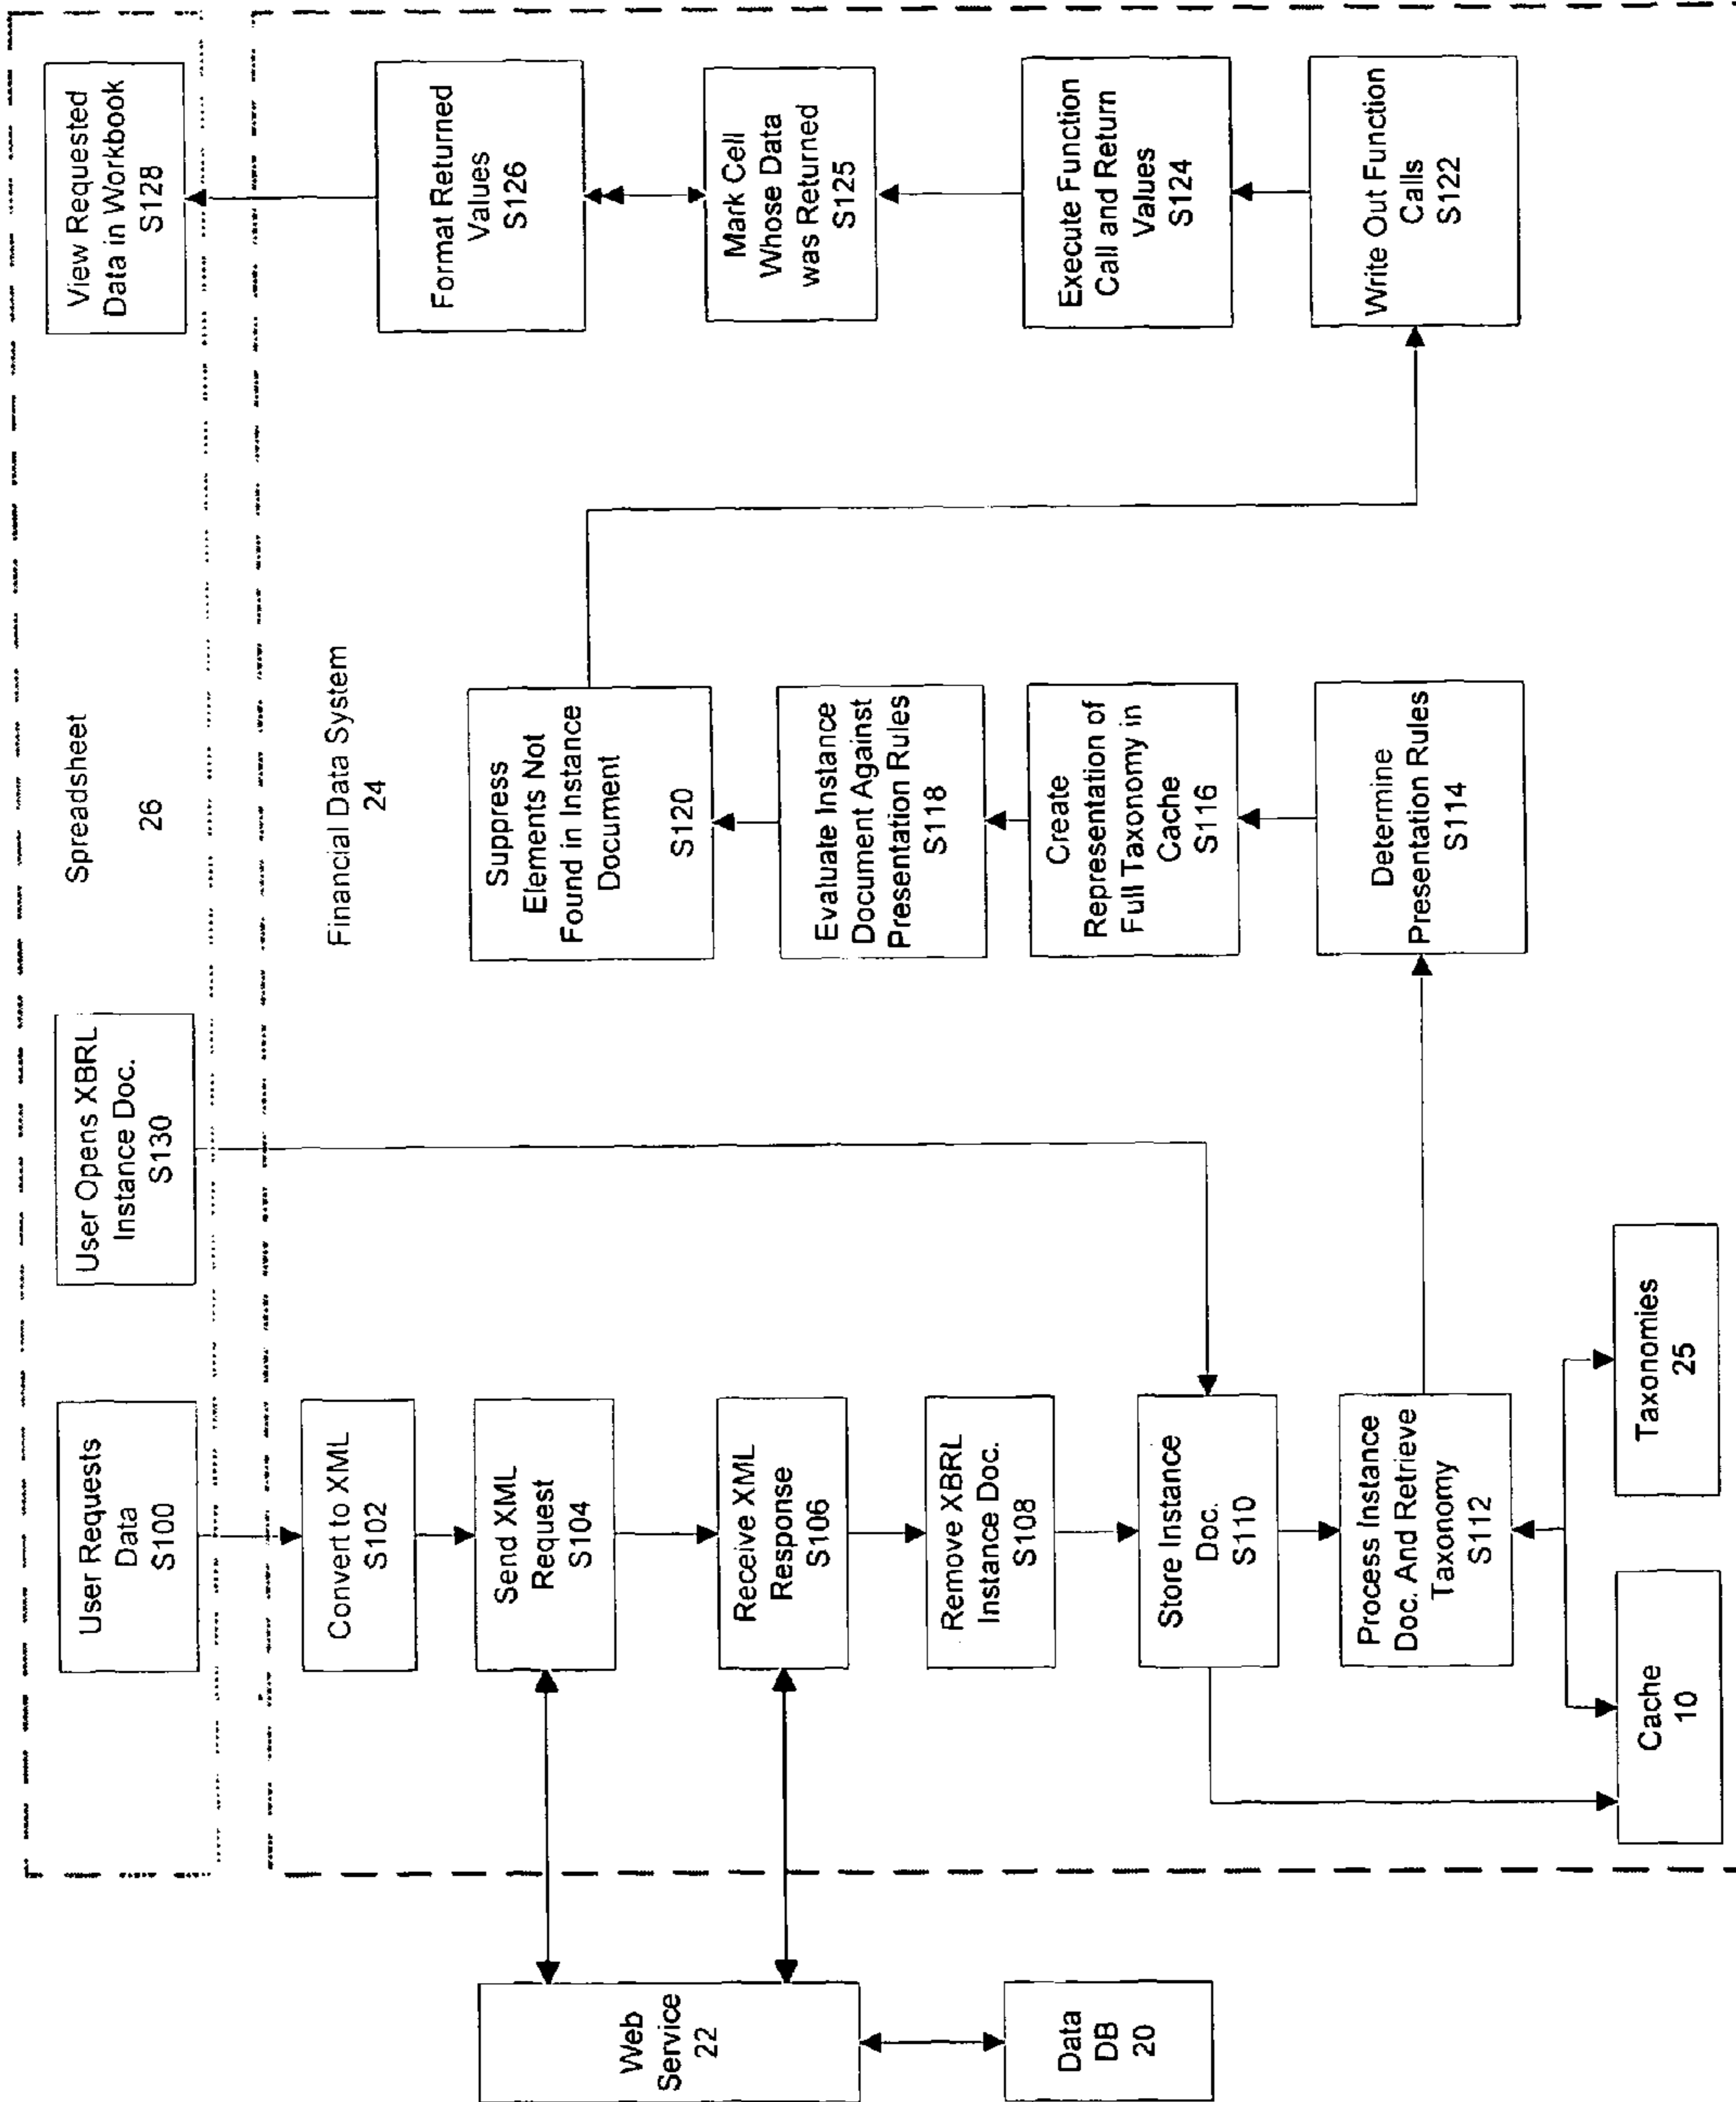 Spreadsheet
26
User Requests
Data
S100
User Opens XBRL
Instance Doc.
S130
View Requested
Data in Workbook
S128
Financial Data System
24
Convert to XML
S102
Send XML
Request
S104
Receive XML
Response
S106
Remove XBRL
Instance Doc.
S108
Store Instance
Doc.
S110
Process Instance
Doc. And Retrieve
Taxonomy
S112
Cache
10
Taxonomies
25
Web
Service
22
Data
DB
20
Suppress
Elements Not
Found in Instance
Document
S120
Evaluate Instance
Document Against
Presentation Rules
S118
Create
Representation of
Full Taxonomy in
Cache
S116
Determine
Presentation Rules
S114
Format Returned
Values
S126
Mark Cell
Whose Data
was Returned
S125
Execute Function
Call and Return
Values
S124
Write Out Function
Calls
S122